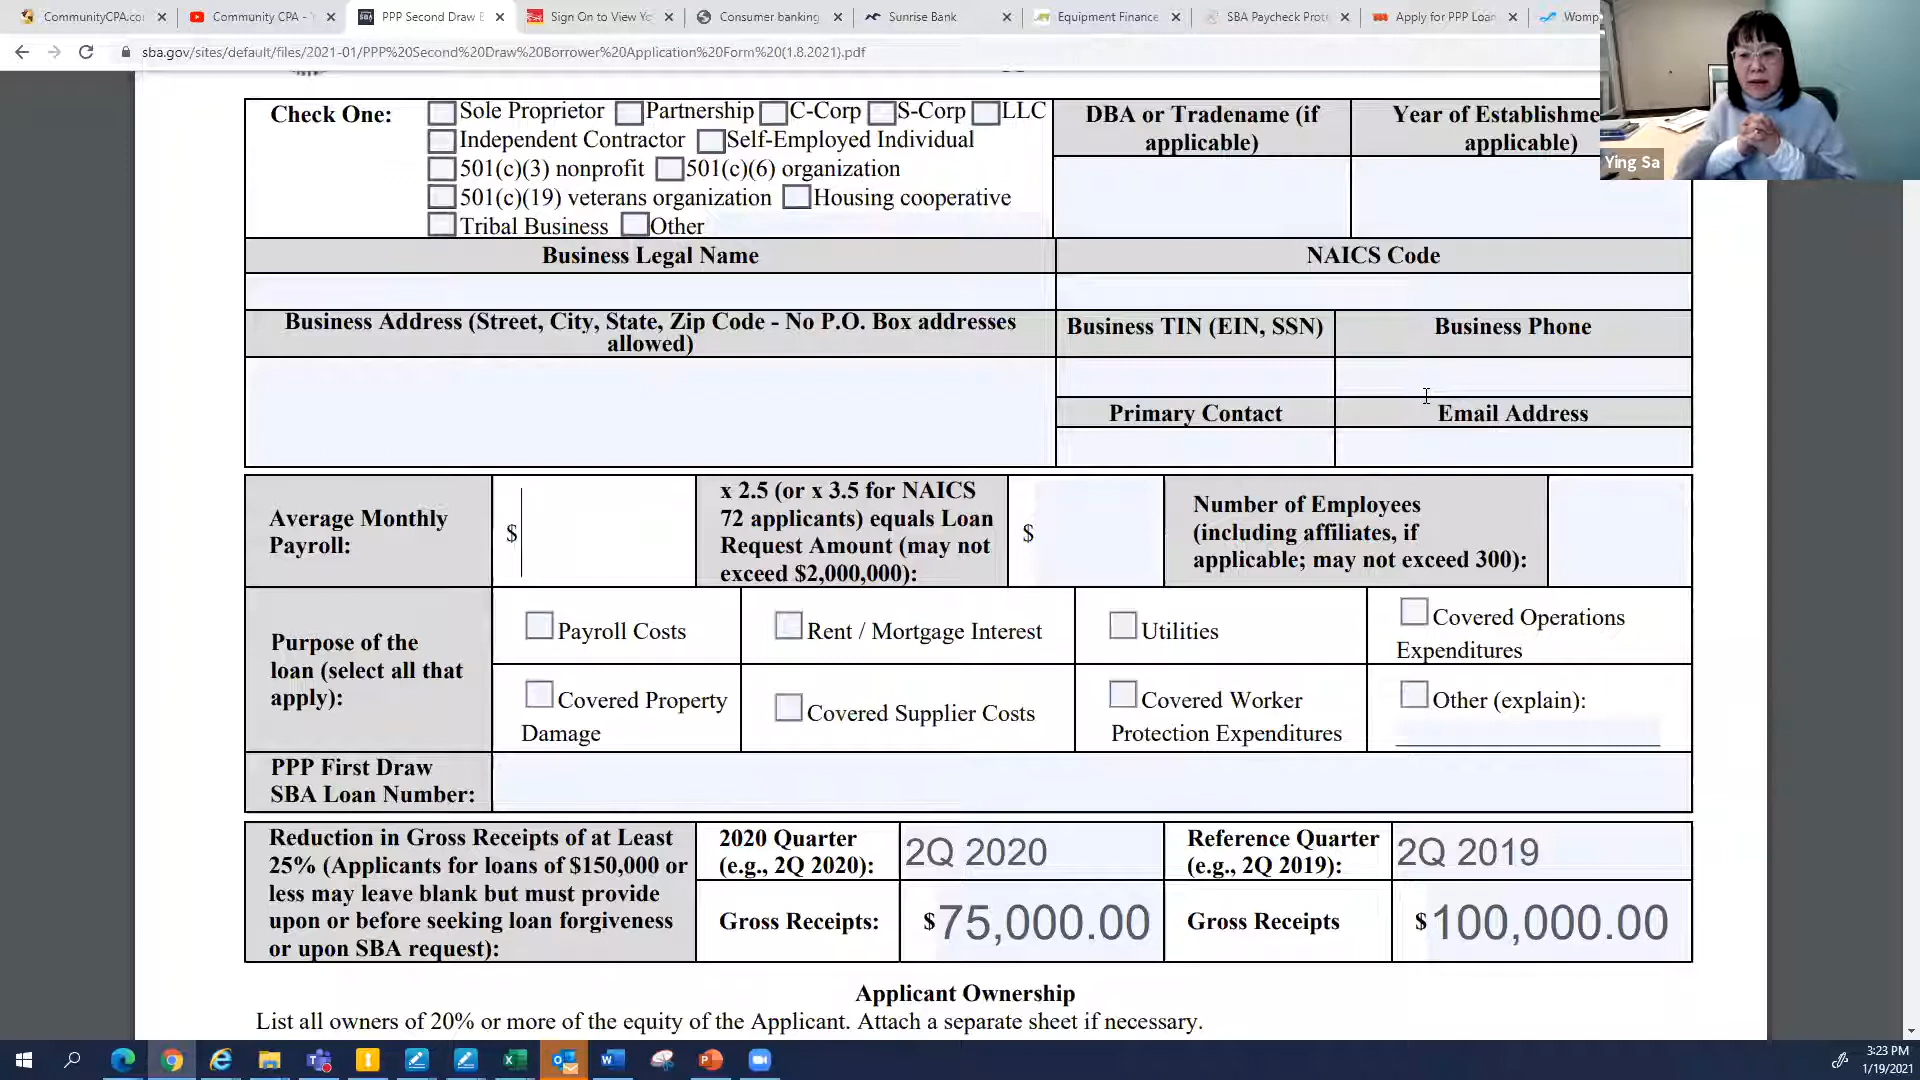 CommunityCPA.co
Community CPA -
PPP Second Draw B
Sign On to View Yo
Consumer banking
Sunrise Bank
Equipment Finance
SBA Paycheck Prote
Apply for PPP Loan
Womp
sba.gov/sites/default/files/2021-01/PPP%20Second%20Draw%20Borrower%20Application%20Form%20(1.8.2021).pdf
Ying Sa
Check One:
Sole Proprietor Partnership C-Corp S-Corp LLC
Independent Contractor Self-Employed Individual
501(c)(3) nonprofit 501(c)(6) organization
501(c)(19) veterans organization Housing cooperative
Tribal Business Other
DBA or Tradename (if
applicable)
Year of Establishme
applicable)
Business Legal Name
NAICS Code
Business Address (Street, City, State, Zip Code - No P.O. Box addresses
allowed)
Business TIN (EIN, SSN)
Business Phone
Primary Contact
Email Address
Average Monthly
Payroll:
$
x 2.5 (or x 3.5 for NAICS
72 applicants) equals Loan
Request Amount (may not
exceed $2,000,000):
$
Number of Employees
(including affiliates, if
applicable; may not exceed 300):
Purpose of the
loan (select all that
apply):
Payroll Costs
Rent / Mortgage Interest
Utilities
Covered Operations
Expenditures
Covered Property
Damage
Covered Supplier Costs
Covered Worker
Protection Expenditures
Other (explain):
PPP First Draw
SBA Loan Number:
Reduction in Gross Receipts of at Least
25% (Applicants for loans of $150,000 or
less may leave blank but must provide
upon or before seeking loan forgiveness
or upon SBA request):
2020 Quarter
(e.g., 2Q 2020):
2Q 2020
Reference Quarter
(e.g., 2Q 2019):
2Q 2019
Gross Receipts:
$75,000.00
Gross Receipts
$100,000.00
Applicant Ownership
List all owners of 20% or more of the equity of the Applicant. Attach a separate sheet if necessary.
3:23 PM
1/19/2021